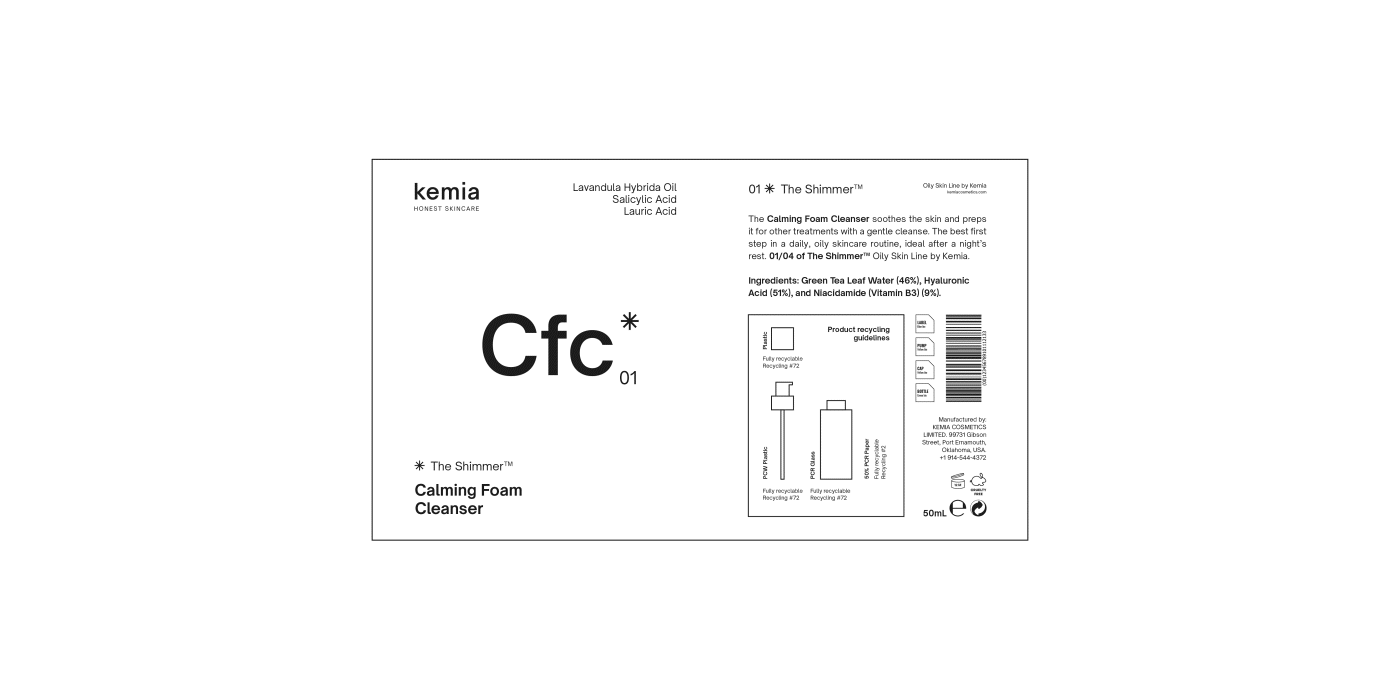 kemia
HONEST SKINCARE
Lavandula Hybrida Oil
Salicylic Acid
Lauric Acid
Cfc*
01
* The Shimmer™
Calming Foam
Cleanser
01 * The Shimmer™
Oily Skin Line by Kemia
kemiacosmetics.com
The Calming Foam Cleanser soothes the skin and preps
it for other treatments with a gentle cleanse. The best first
step in a daily, oily skincare routine, ideal after a night's
rest. 01/04 of The Shimmer™ Oily Skin Line by Kemia.
Ingredients: Green Tea Leaf Water (46%), Hyaluronic
Acid (51%), and Niacidamide (Vitamin B3) (9%).
Product recycling
guidelines
Plastic
Fully recyclable
Recycling #72
PCW Plastic
Fully recyclable
Recycling #72
PCR Glass
Fully recyclable
Recycling #72
50% PCR Paper
Fully recyclable
Recycling #2
LABEL
PUMP
CAP
BOTTLE
Manufactured by:
KEMIA COSMETICS
LIMITED. 99731 Gibson
Street, Port Emamouth,
Oklahoma, USA.
+1 914-544-4372
CRUELTY
FREE
50mL ℮